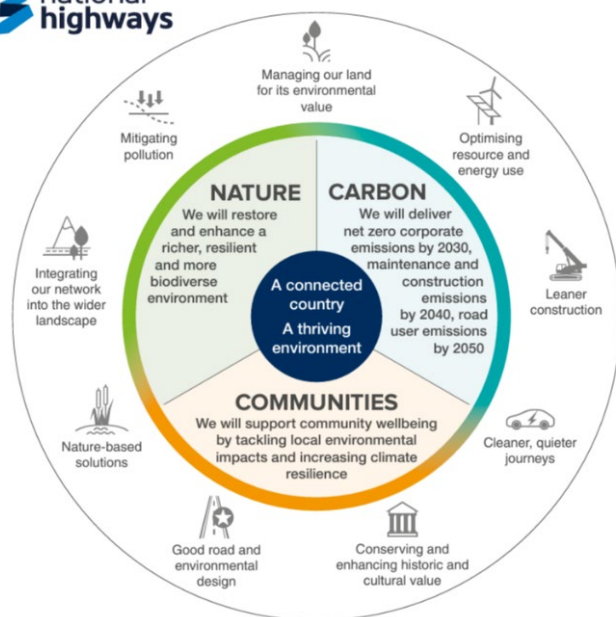 highways
Managing our land
for its environmental
value
Mitigating
pollution
Optimising
resource and
energy use
Integrating
our network
into the wider
landscape
Leaner
construction
NATURE
We will restore
and enhance a
richer, resilient
and more
biodiverse
environment
CARBON
We will deliver
net zero corporate
emissions by 2030,
maintenance and
construction
emissions
by 2040, road
user emissions
by 2050
A connected
country
A thriving
environment
COMMUNITIES
We will support community wellbeing
by tackling local environmental
impacts and increasing climate
resilience
Nature-based
solutions
Cleaner, quieter
journeys
Good road and
environmental
design
Conserving and
enhancing historic and
cultural value